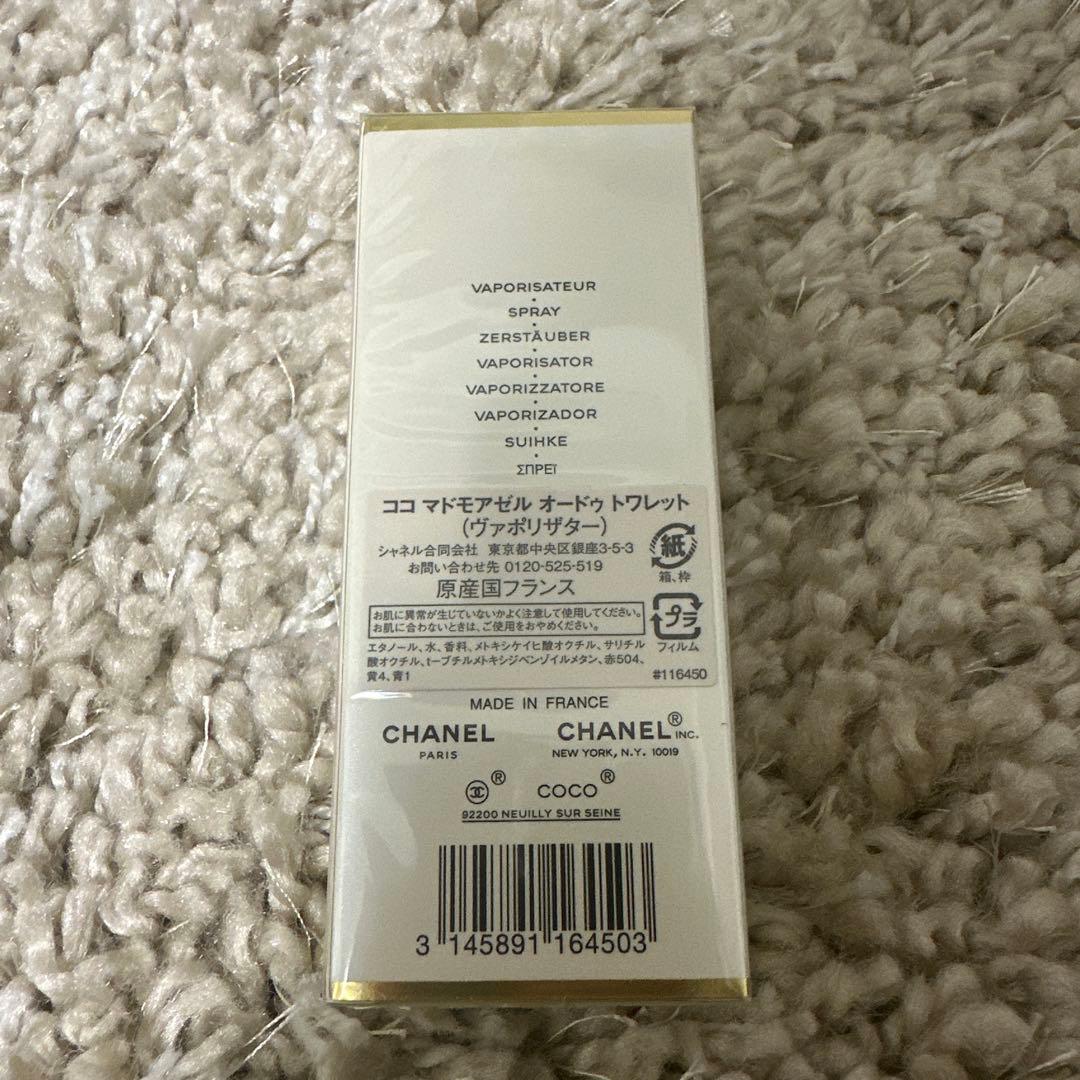 VAPORISATEUR
SPRAY
ZERSTÄUBER
VAPORISATOR
VAPORIZZATORE
VAPORIZADOR
SUIHKE
ΣΠΡΕΪ
ココ マドモアゼル オードゥ トワレット
(ヴァポリザター)
シャネル合同会社 東京都中央区銀座3-5-3
お問い合わせ先 0120-525-519
原産国フランス
紙
箱、枠
お肌に異常が生じていないかよく注意して使用してください。
お肌に合わないときは、ご使用をおやめください。
プラ
フィルム
エタノール、水、香料、メトキシケイヒ酸オクチル、サリチル
酸オクチル、t-ブチルメトキシジベンゾイルメタン、赤504、
黄4、青1
#116450
MADE IN FRANCE
CHANEL CHANEL® INC.
PARIS NEW YORK, N.Y. 10019
® COCO®
92200 NEUILLY SUR SEINE
3 145891 164503